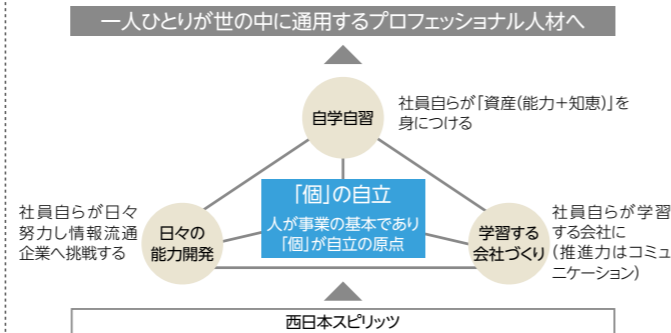 一人ひとりが世の中に通用するプロフェッショナル人材へ
自学自習
社員自らが「資産(能力+知恵)」を
身につける
「個」の自立
人が事業の基本であり
「個」が自立の原点
社員自らが日々
努力し情報流通
企業へ挑戦する
日々の
能力開発
学習する
会社づくり
社員自らが学習
する会社に
(推進力はコミュ
ニケーション)
西日本スピリッツ